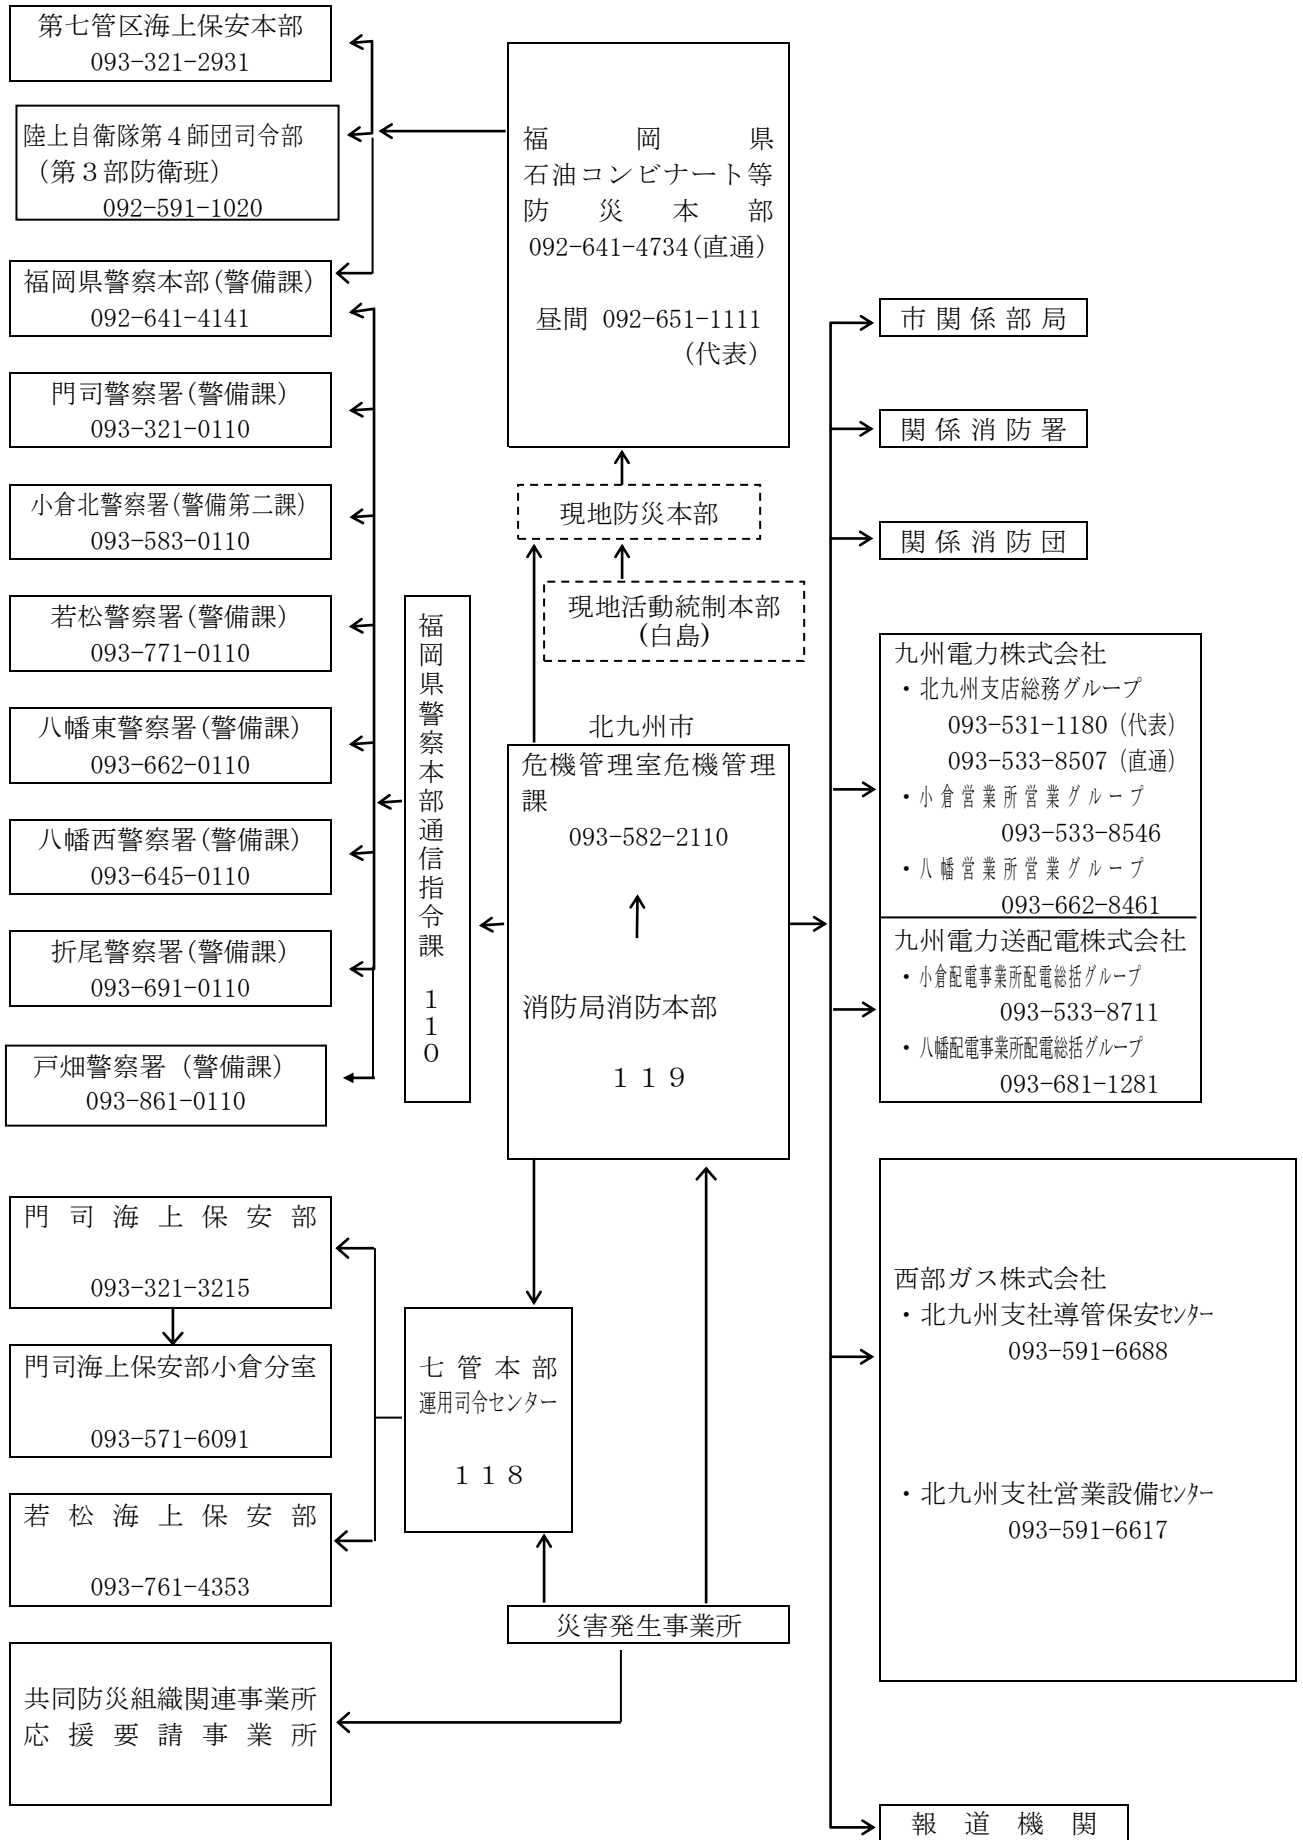 第七管区海上保安本部
093-321-2931
陸上自衛隊第４師団司令部
（第３部防衛班）
092-591-1020
福岡県警察本部(警備課)
092-641-4141
門司警察署(警備課)
093-321-0110
小倉北警察署(警備第二課)
093-583-0110
若松警察署(警備課)
093-771-0110
八幡東警察署(警備課)
093-662-0110
八幡西警察署(警備課)
093-645-0110
折尾警察署(警備課)
093-691-0110
戸畑警察署（警備課）
093-861-0110
門司海上保安部
093-321-3215
門司海上保安部小倉分室
093-571-6091
若松海上保安部
093-761-4353
共同防災組織関連事業所
応援要請事業所
福岡県警察本部通信指令課　１１０
七管本部
運用司令センター
１１８
福岡県
石油コンビナート等
防災本部
092-641-4734(直通)
昼間 092-651-1111
(代表)
現地防災本部
現地活動統制本部
(白島)
北九州市
危機管理室危機管理
課
093-582-2110
消防局消防本部
１１９
災害発生事業所
市関係部局
関係消防署
関係消防団
九州電力株式会社
・北九州支店総務グループ
093-531-1180（代表）
093-533-8507（直通）
・小倉営業所営業グループ
093-533-8546
・八幡営業所営業グループ
093-662-8461
九州電力送配電株式会社
・小倉配電事業所配電総括グループ
093-533-8711
・八幡配電事業所配電総括グループ
093-681-1281
西部ガス株式会社
・北九州支社導管保安ｾﾝﾀｰ
093-591-6688
・北九州支社営業設備ｾﾝﾀｰ
093-591-6617
報道機関